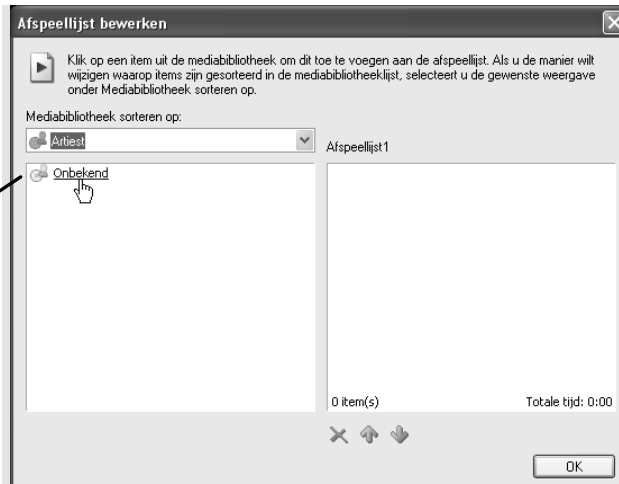 Afspeellijst bewerken
Klik op een item uit de mediabibliotheek om dit toe te voegen aan de afspeellijst. Als u de manier wilt
wijzigen waarop items zijn gesorteerd in de mediabibliotheeklijst, selecteert u de gewenste weergave
onder Mediabibliotheek sorteren op.
Mediabibliotheek sorteren op:
Artiest
Afspeellijst1
Onbekend
0 item(s)
Totale tijd: 0:00
OK